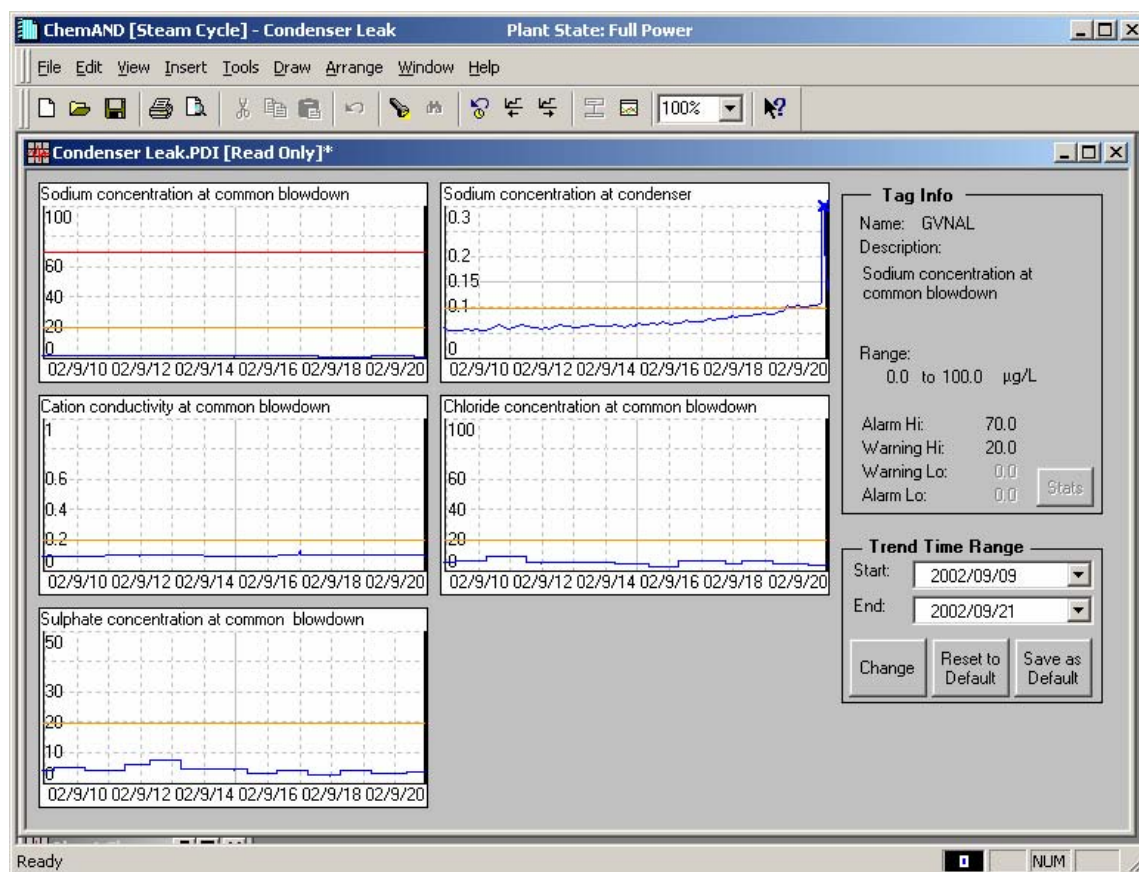 ChemAND [Steam Cycle] - Condenser Leak Plant State: Full Power
File Edit View Insert Tools Draw Arrange Window Help
100%
Condenser Leak.PDI [Read Only]*
Sodium concentration at common blowdown
100
60
40
20
0
02/9/10 02/9/12 02/9/14 02/9/16 02/9/18 02/9/20
Sodium concentration at condenser
0.3
0.2
0.15
0.1
0
02/9/10 02/9/12 02/9/14 02/9/16 02/9/18 02/9/20
Cation conductivity at common blowdown
1
0.6
0.4
0.2
0
02/9/10 02/9/12 02/9/14 02/9/16 02/9/18 02/9/20
Chloride concentration at common blowdown
100
60
40
20
0
02/9/10 02/9/12 02/9/14 02/9/16 02/9/18 02/9/20
Sulphate concentration at common blowdown
50
30
20
10
0
02/9/10 02/9/12 02/9/14 02/9/16 02/9/18 02/9/20
Tag Info
Name: GVNAL
Description:
Sodium concentration at
common blowdown
Range:
0.0 to 100.0 µg/L
Alarm Hi: 70.0
Warning Hi: 20.0
Warning Lo: 0.0
Alarm Lo: 0.0
Stats
Trend Time Range
Start: 2002/09/09
End: 2002/09/21
Change
Reset to
Default
Save as
Default
Ready
NUM